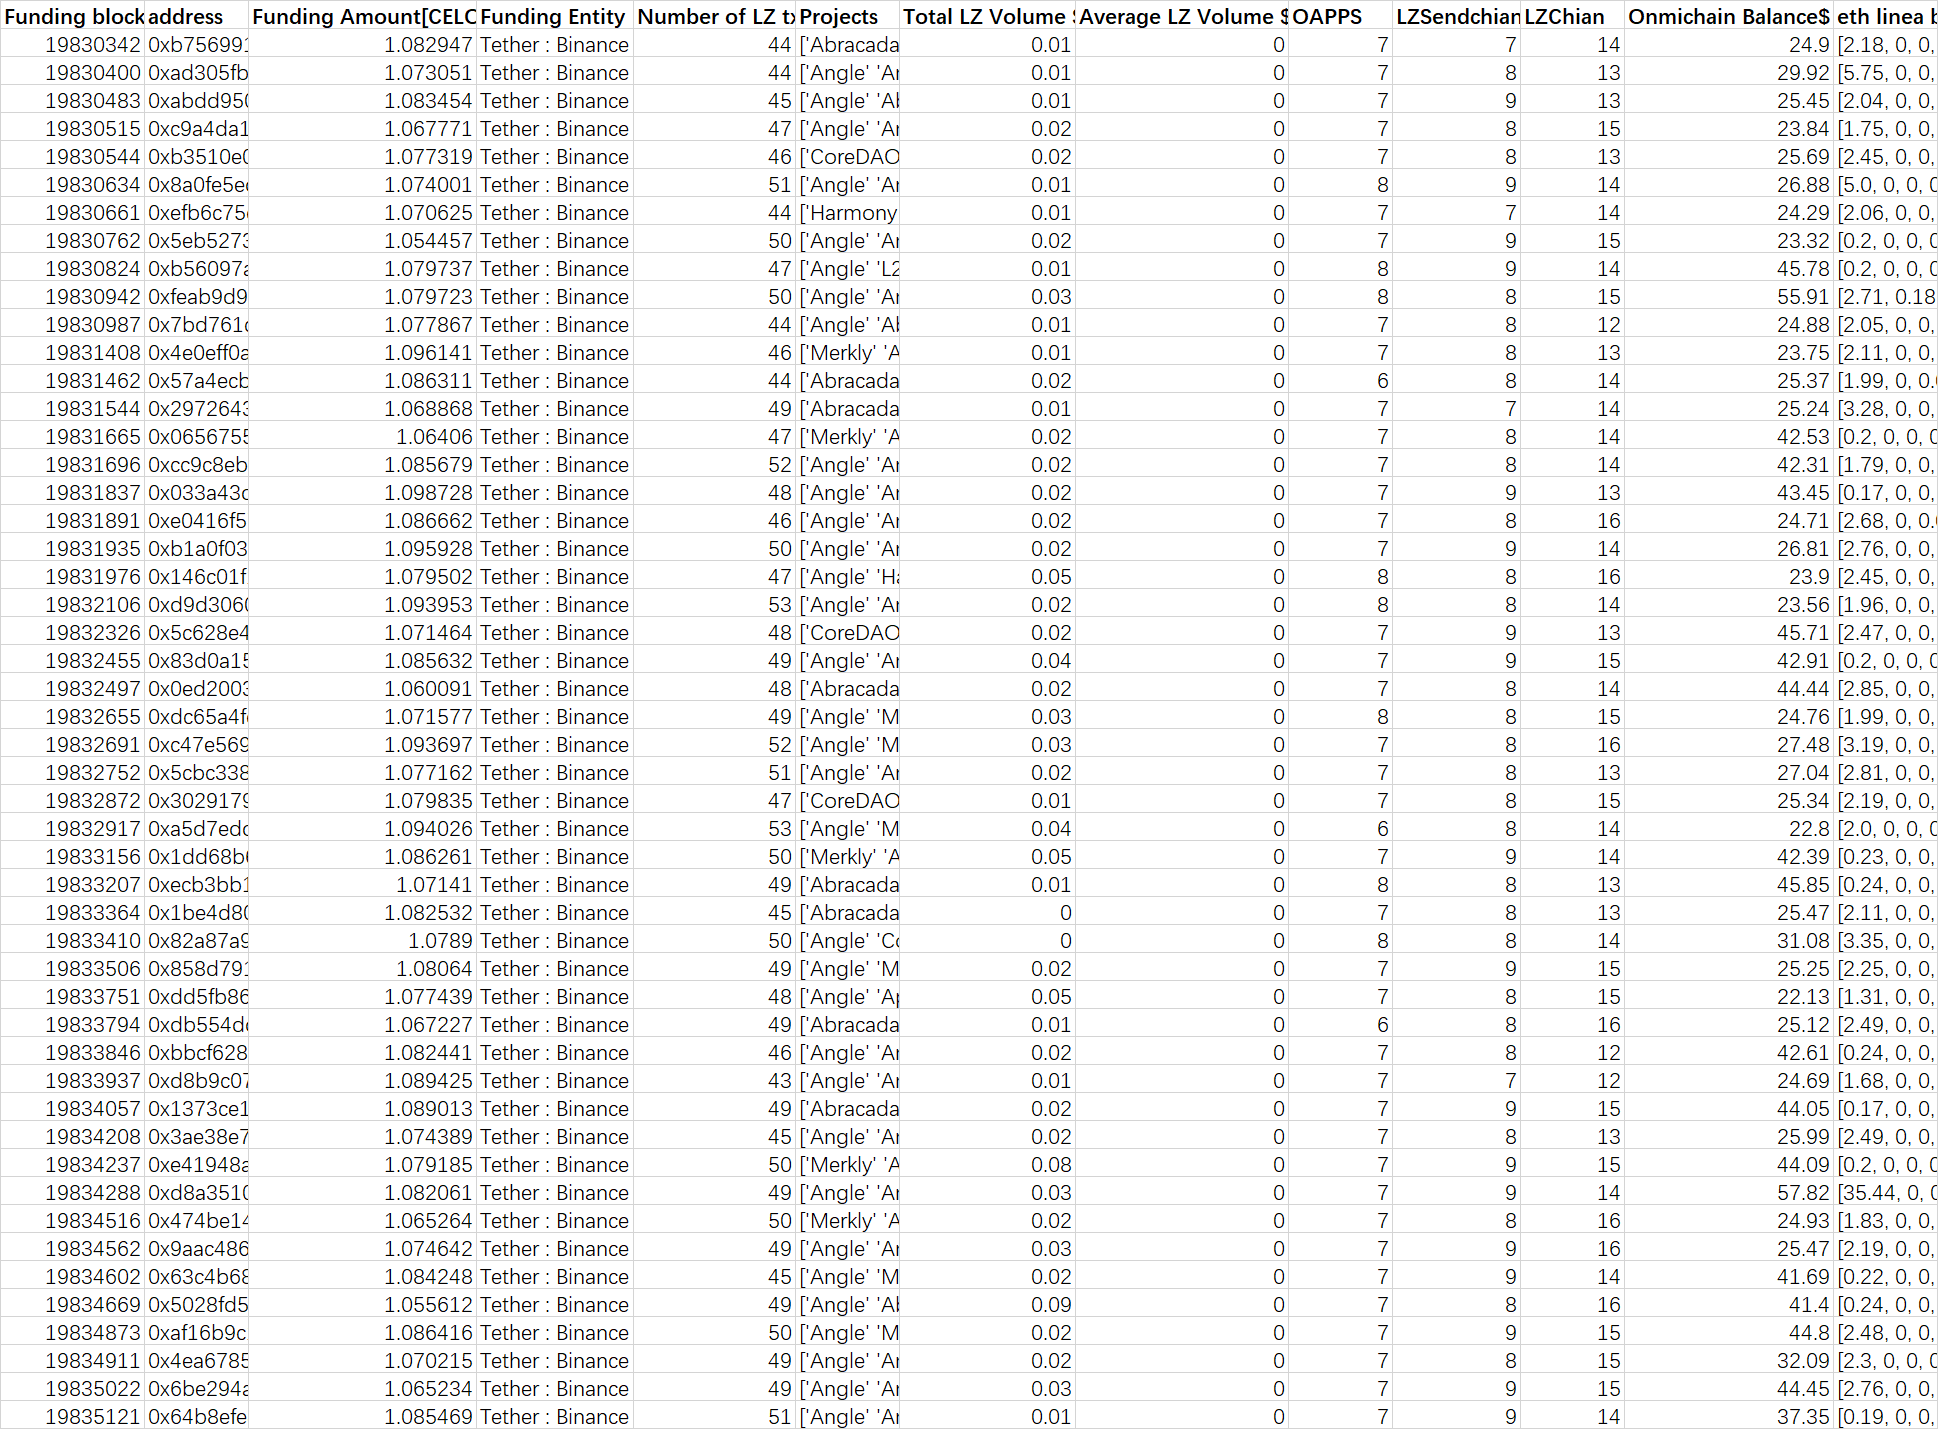 Funding block address Funding Amount[CELC Funding Entity Number of LZ tx Projects Total LZ Volume $ Average LZ Volume $ OAPPS LZSendchian LZChian Onmichain Balance$ eth linea b
19830342 0xb756991 1.082947 Tether : Binance 44 ['Abracada 0.01 0 7 7 14 24.9 [2.18, 0, 0,
19830400 0xad305fb 1.073051 Tether : Binance 44 ['Angle' 'Ar 0.01 0 7 8 13 29.92 [5.75, 0, 0,
19830483 0xabdd950 1.083454 Tether : Binance 45 ['Angle' 'Al 0.01 0 7 9 13 25.45 [2.04, 0, 0,
19830515 0xc9a4da1 1.067771 Tether : Binance 47 ['Angle' 'Ar 0.02 0 7 8 15 23.84 [1.75, 0, 0,
19830544 0xb3510e0 1.077319 Tether : Binance 46 ['CoreDAO 0.02 0 7 8 13 25.69 [2.45, 0, 0,
19830634 0x8a0fe5e 1.074001 Tether : Binance 51 ['Angle' 'Ar 0.01 0 8 9 14 26.88 [5.0, 0, 0, 0
19830661 0xefb6c75 1.070625 Tether : Binance 44 ['Harmony 0.01 0 7 7 14 24.29 [2.06, 0, 0,
19830762 0x5eb5273 1.054457 Tether : Binance 50 ['Angle' 'Ar 0.02 0 7 9 15 23.32 [0.2, 0, 0, 0
19830824 0xb56097a 1.079737 Tether : Binance 47 ['Angle' 'L2 0.01 0 8 9 14 45.78 [0.2, 0, 0, 0
19830942 0xfeab9d9 1.079723 Tether : Binance 50 ['Angle' 'Ar 0.03 0 8 8 15 55.91 [2.71, 0.18
19830987 0x7bd761 1.077867 Tether : Binance 44 ['Angle' 'Al 0.01 0 7 8 12 24.88 [2.05, 0, 0,
19831408 0x4e0eff0a 1.096141 Tether : Binance 46 ['Merkly' 'A 0.01 0 7 8 13 23.75 [2.11, 0, 0,
19831462 0x57a4ecb 1.086311 Tether : Binance 44 ['Abracada 0.02 0 6 8 14 25.37 [1.99, 0, 0.
19831544 0x2972643 1.068868 Tether : Binance 49 ['Abracada 0.01 0 7 7 14 25.24 [3.28, 0, 0,
19831665 0x0656755 1.06406 Tether : Binance 47 ['Merkly' 'A 0.02 0 7 8 14 42.53 [0.2, 0, 0, 0
19831696 0xcc9c8eb 1.085679 Tether : Binance 52 ['Angle' 'Ar 0.02 0 7 8 14 42.31 [1.79, 0, 0,
19831837 0x033a43c 1.098728 Tether : Binance 48 ['Angle' 'Ar 0.02 0 7 9 13 43.45 [0.17, 0, 0,
19831891 0xe0416f5 1.086662 Tether : Binance 46 ['Angle' 'Ar 0.02 0 7 8 16 24.71 [2.68, 0, 0.
19831935 0xb1a0f03 1.095928 Tether : Binance 50 ['Angle' 'Ar 0.02 0 7 9 14 26.81 [2.76, 0, 0,
19831976 0x146c01f 1.079502 Tether : Binance 47 ['Angle' 'Ha 0.05 0 8 8 16 23.9 [2.45, 0, 0,
19832106 0xd9d3060 1.093953 Tether : Binance 53 ['Angle' 'Ar 0.02 0 8 8 14 23.56 [1.96, 0, 0,
19832326 0x5c628e4 1.071464 Tether : Binance 48 ['CoreDAO 0.02 0 7 9 13 45.71 [2.47, 0, 0,
19832455 0x83d0a15 1.085632 Tether : Binance 49 ['Angle' 'Ar 0.04 0 7 9 15 42.91 [0.2, 0, 0, 0
19832497 0x0ed2003 1.060091 Tether : Binance 48 ['Abracada 0.02 0 7 8 14 44.44 [2.85, 0, 0,
19832655 0xdc65a4f 1.071577 Tether : Binance 49 ['Angle' 'M 0.03 0 8 8 15 24.76 [1.99, 0, 0,
19832691 0xc47e569 1.093697 Tether : Binance 52 ['Angle' 'M 0.03 0 7 8 16 27.48 [3.19, 0, 0,
19832752 0x5cbc338 1.077162 Tether : Binance 51 ['Angle' 'Ar 0.02 0 7 8 13 27.04 [2.81, 0, 0,
19832872 0x3029179 1.079835 Tether : Binance 47 ['CoreDAO 0.01 0 7 8 15 25.34 [2.19, 0, 0,
19832917 0xa5d7edc 1.094026 Tether : Binance 53 ['Angle' 'M 0.04 0 6 8 14 22.8 [2.0, 0, 0, 0
19833156 0x1dd68b 1.086261 Tether : Binance 50 ['Merkly' 'A 0.05 0 7 9 14 42.39 [0.23, 0, 0,
19833207 0xecb3bb1 1.07141 Tether : Binance 49 ['Abracada 0.01 0 8 8 13 45.85 [0.24, 0, 0,
19833364 0x1be4d80 1.082532 Tether : Binance 45 ['Abracada 0 0 7 8 13 25.47 [2.11, 0, 0,
19833410 0x82a87a9 1.0789 Tether : Binance 50 ['Angle' 'Co 0 0 8 8 14 31.08 [3.35, 0, 0,
19833506 0x858d791 1.08064 Tether : Binance 49 ['Angle' 'M 0.02 0 7 9 15 25.25 [2.25, 0, 0,
19833751 0xdd5fb86 1.077439 Tether : Binance 48 ['Angle' 'Ap 0.05 0 7 8 15 22.13 [1.31, 0, 0,
19833794 0xdb554d 1.067227 Tether : Binance 49 ['Abracada 0.01 0 6 8 16 25.12 [2.49, 0, 0,
19833846 0xbbcf628 1.082441 Tether : Binance 46 ['Angle' 'Ar 0.02 0 7 8 12 42.61 [0.24, 0, 0,
19833937 0xd8b9c07 1.089425 Tether : Binance 43 ['Angle' 'Ar 0.01 0 7 7 12 24.69 [1.68, 0, 0,
19834057 0x1373ce1 1.089013 Tether : Binance 49 ['Abracada 0.02 0 7 9 15 44.05 [0.17, 0, 0,
19834208 0x3ae38e7 1.074389 Tether : Binance 45 ['Angle' 'Ar 0.02 0 7 8 13 25.99 [2.49, 0, 0,
19834237 0xe41948a 1.079185 Tether : Binance 50 ['Merkly' 'A 0.08 0 7 9 15 44.09 [0.2, 0, 0, 0
19834288 0xd8a3510 1.082061 Tether : Binance 49 ['Angle' 'Ar 0.03 0 7 9 14 57.82 [35.44, 0, 0
19834516 0x474be14 1.065264 Tether : Binance 50 ['Merkly' 'A 0.02 0 7 8 16 24.93 [1.83, 0, 0,
19834562 0x9aac486 1.074642 Tether : Binance 49 ['Angle' 'Ar 0.03 0 7 9 16 25.47 [2.19, 0, 0,
19834602 0x63c4b68 1.084248 Tether : Binance 45 ['Angle' 'M 0.02 0 7 9 14 41.69 [0.22, 0, 0,
19834669 0x5028fd5 1.055612 Tether : Binance 49 ['Angle' 'Al 0.09 0 7 8 16 41.4 [0.24, 0, 0,
19834873 0xaf16b9c 1.086416 Tether : Binance 50 ['Angle' 'M 0.02 0 7 9 15 44.8 [2.48, 0, 0,
19834911 0x4ea6785 1.070215 Tether : Binance 49 ['Angle' 'Ar 0.02 0 7 8 15 32.09 [2.3, 0, 0, 0
19835022 0x6be294a 1.065234 Tether : Binance 49 ['Angle' 'Ar 0.03 0 7 9 15 44.45 [2.76, 0, 0,
19835121 0x64b8efe 1.085469 Tether : Binance 51 ['Angle' 'Ar 0.01 0 7 9 14 37.35 [0.19, 0, 0,